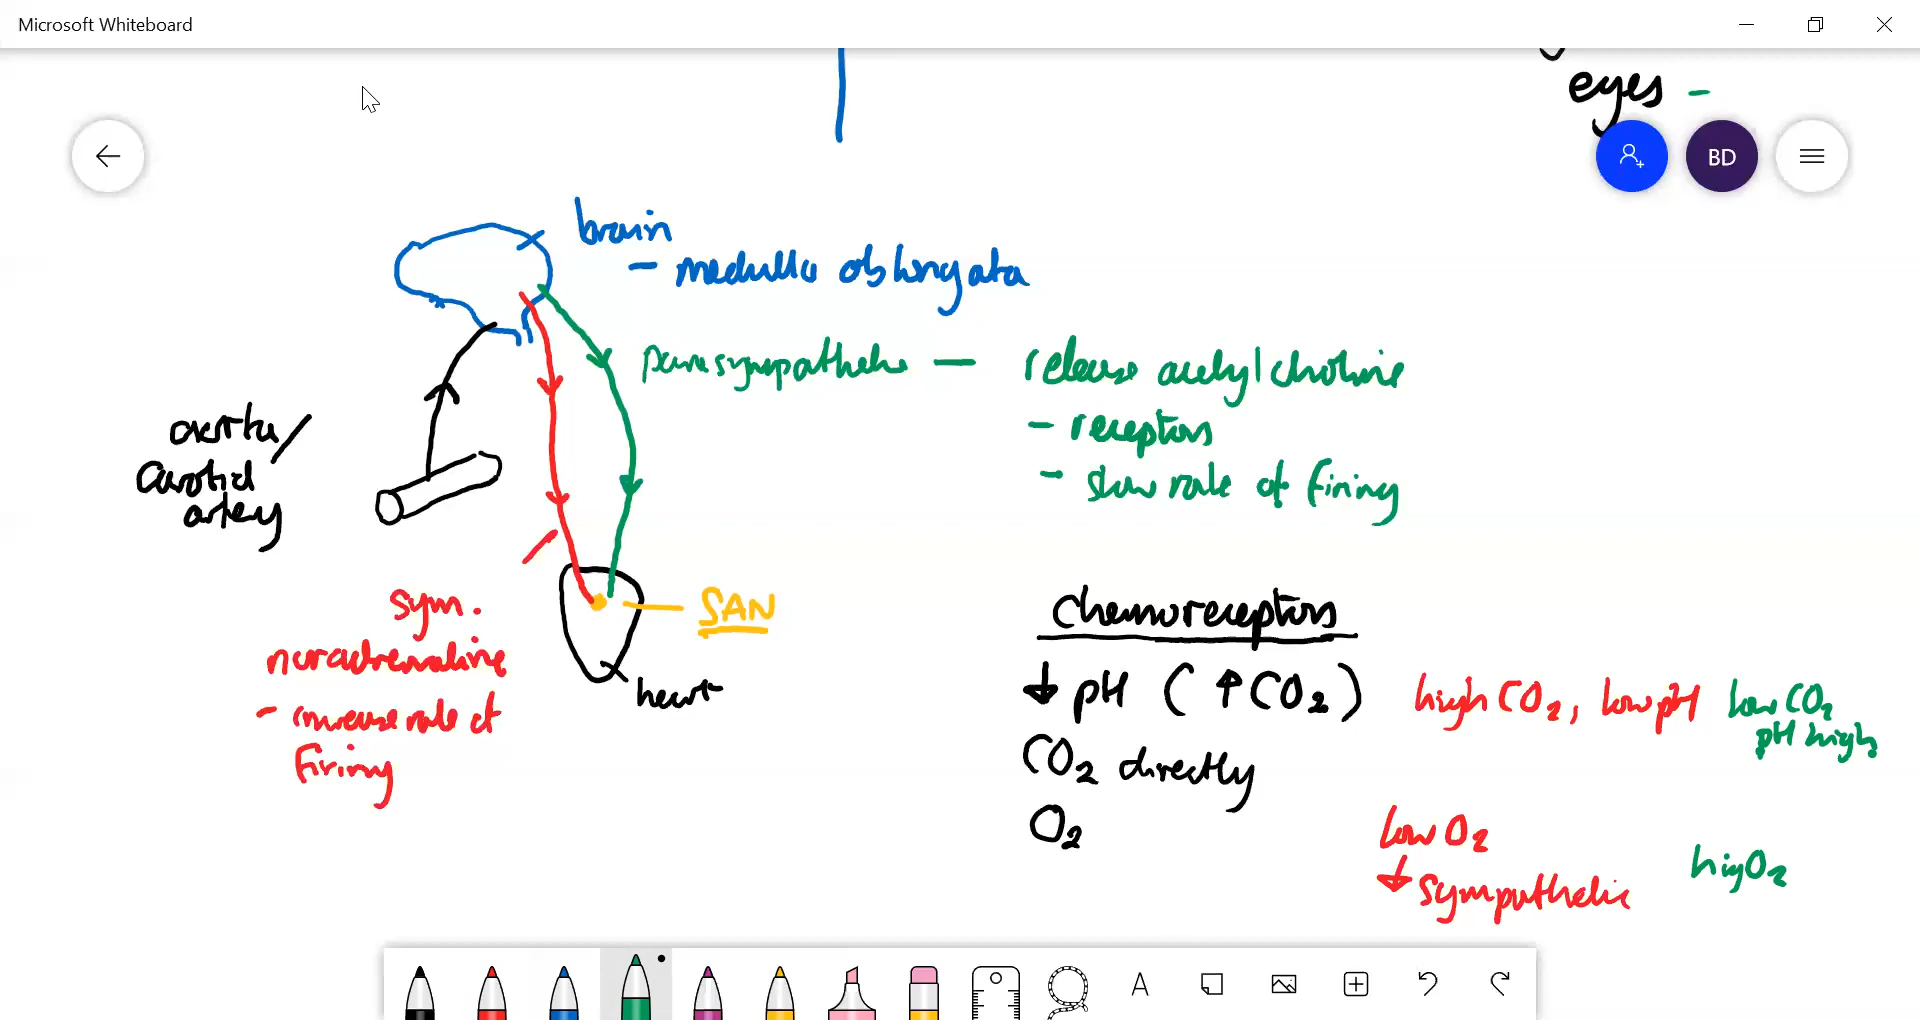 Microsoft Whiteboard
eyes -
BD
brain
- medulla oblongata
parasympathetic — release acetylcholine
- receptors
- slow rate of firing
aorta/
Carotid
artery
SAN
sym.
noradrenaline
- increase rate of
firing
heart
Chemoreceptors
↓ pH (↑CO₂) high CO₂, low pH low CO₂
pH high
CO₂ directly
O₂
low O₂
↓ sympathetic
hig O₂
A